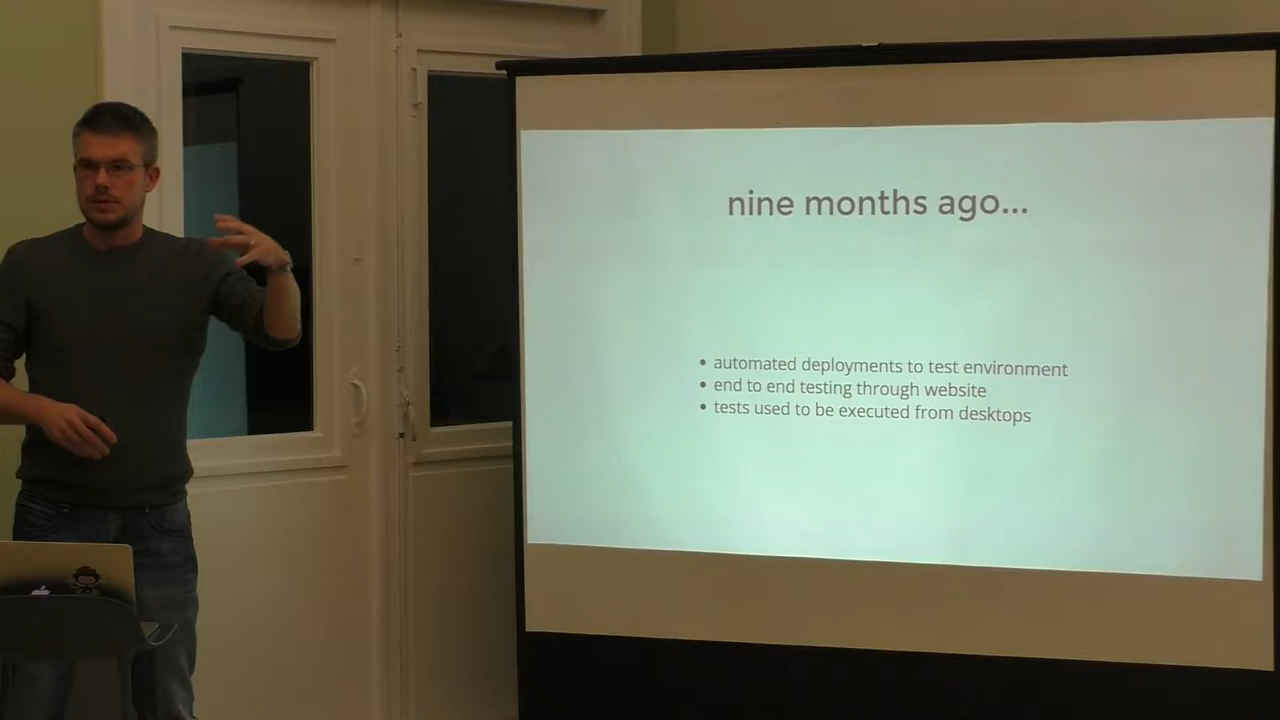 nine months ago...
• automated deployments to test environment
• end to end testing through website
• tests used to be executed from desktops